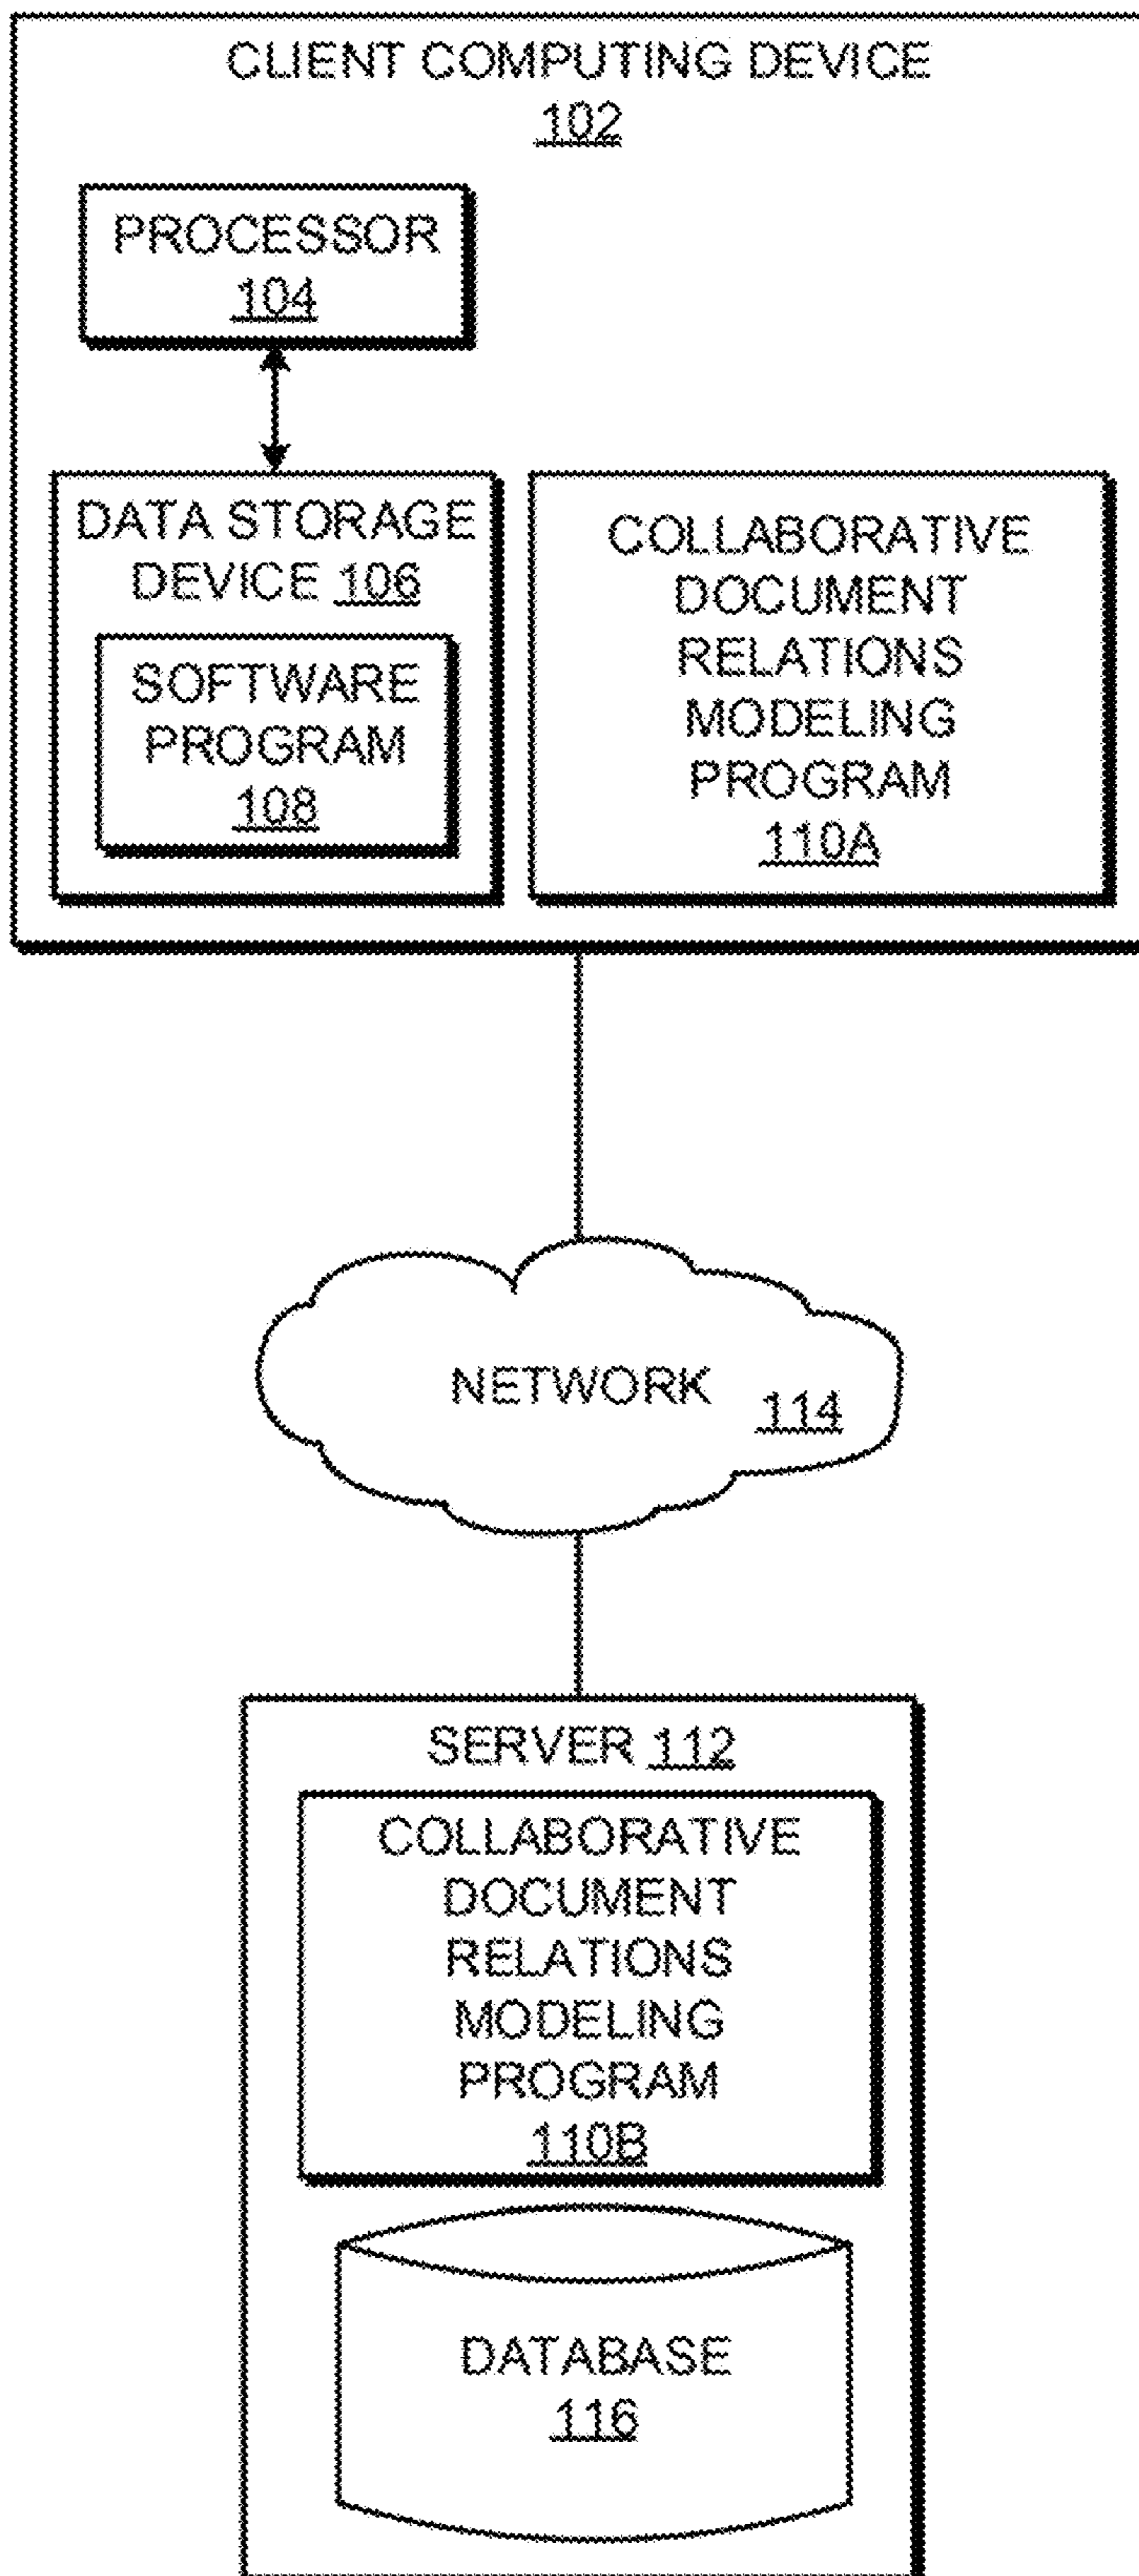 CLIENT COMPUTING DEVICE
102
PROCESSOR
104
DATA STORAGE
DEVICE 106
SOFTWARE
PROGRAM
108
COLLABORATIVE
DOCUMENT
RELATIONS
MODELING
PROGRAM
110A
NETWORK 114
SERVER 112
COLLABORATIVE
DOCUMENT
RELATIONS
MODELING
PROGRAM
110B
DATABASE
116